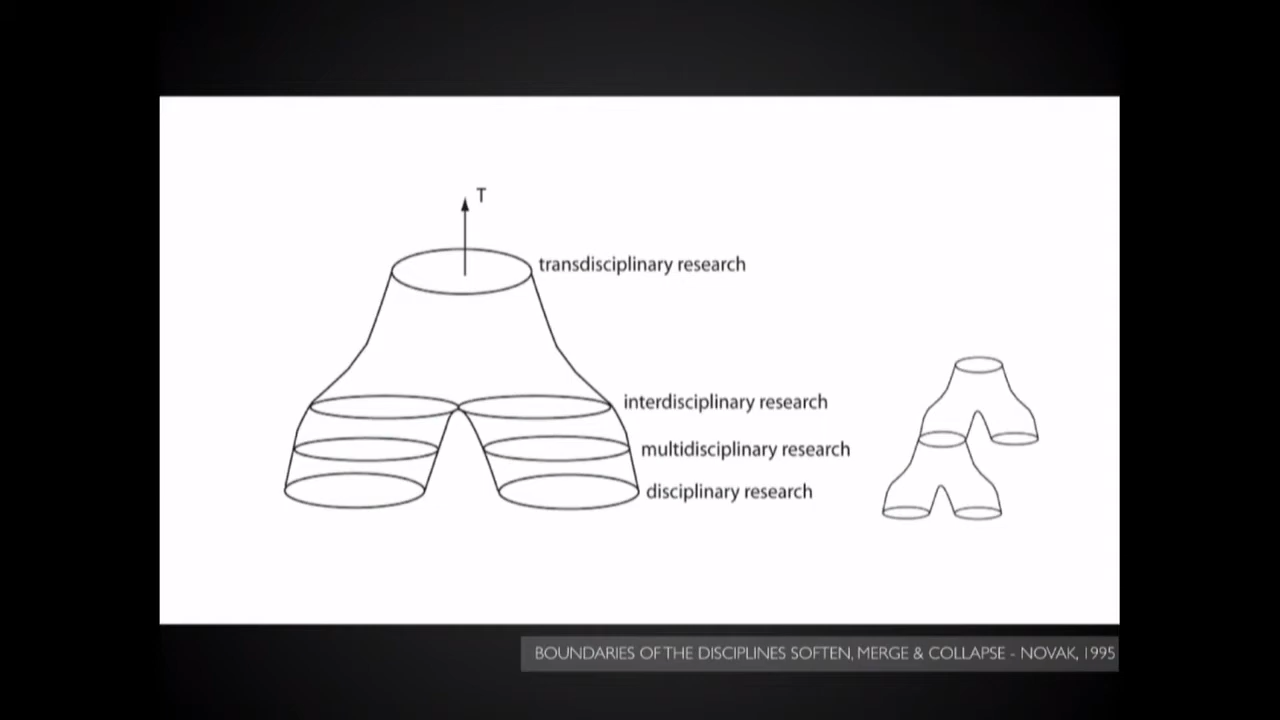 T
transdisciplinary research
interdisciplinary research
multidisciplinary research
disciplinary research
BOUNDARIES OF THE DISCIPLINES SOFTEN, MERGE & COLLAPSE - NOVAK, 1995